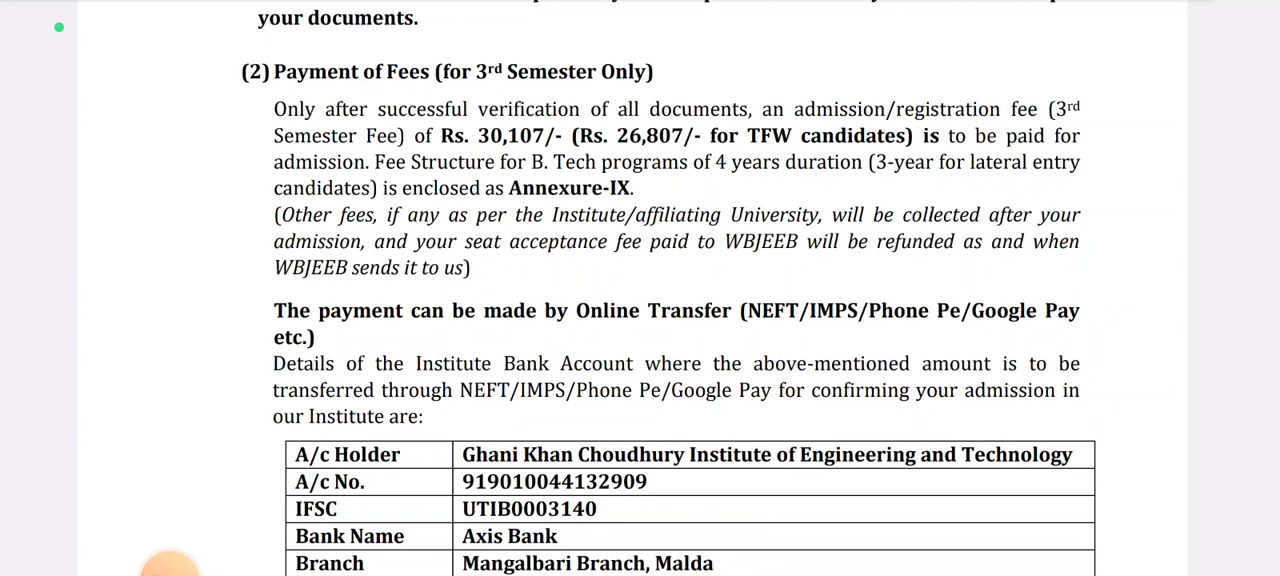 your documents.
(2) Payment of Fees (for 3rd Semester Only)
Only after successful verification of all documents, an admission/registration fee (3rd
Semester Fee) of Rs. 30,107/- (Rs. 26,807/- for TFW candidates) is to be paid for
admission. Fee Structure for B. Tech programs of 4 years duration (3-year for lateral entry
candidates) is enclosed as Annexure-IX.
(Other fees, if any as per the Institute/affiliating University, will be collected after your
admission, and your seat acceptance fee paid to WBJEEB will be refunded as and when
WBJEEB sends it to us)
The payment can be made by Online Transfer (NEFT/IMPS/Phone Pe/Google Pay
etc.)
Details of the Institute Bank Account where the above-mentioned amount is to be
transferred through NEFT/IMPS/Phone Pe/Google Pay for confirming your admission in
our Institute are:
A/c Holder Ghani Khan Choudhury Institute of Engineering and Technology
A/c No. 919010044132909
IFSC UTIB0003140
Bank Name Axis Bank
Branch Mangalbari Branch, Malda